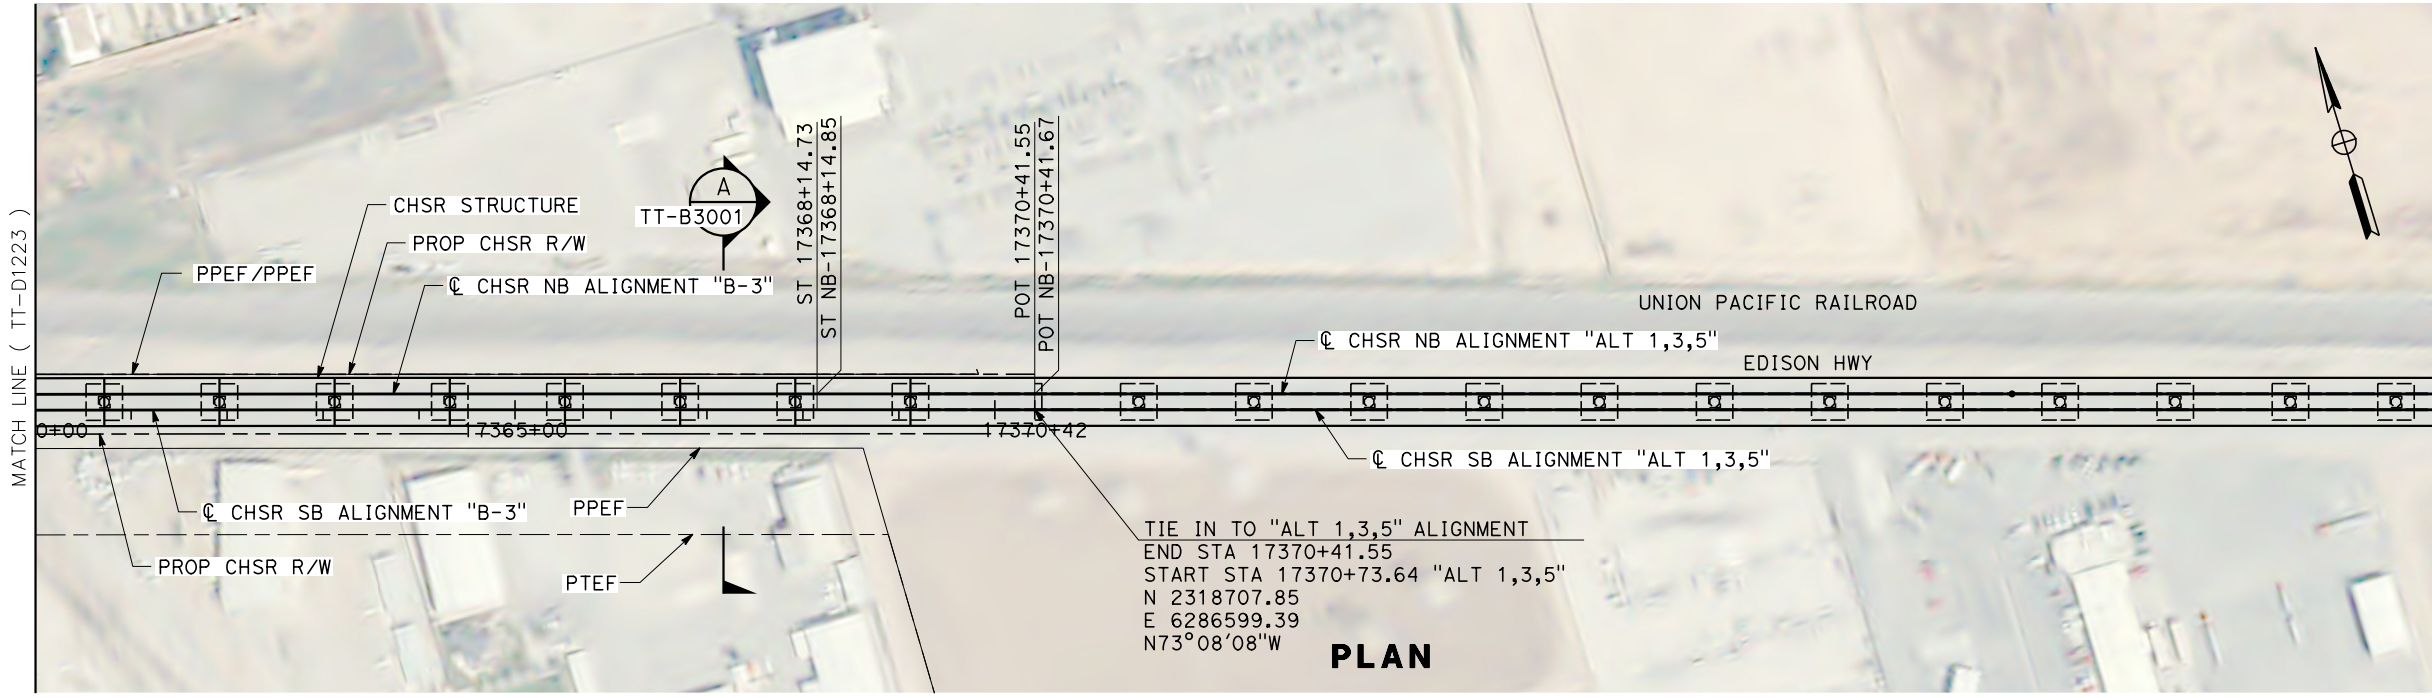 MATCH LINE ( TT-D1223 )
CHSR STRUCTURE
PROP CHSR R/W
PPEF/PPEF
℄ CHSR NB ALIGNMENT "B-3"
A
TT-B3001
ST 17368+14.73
ST NB-17368+14.85
POT 17370+41.55
POT NB-17370+41.67
UNION PACIFIC RAILROAD
℄ CHSR NB ALIGNMENT "ALT 1,3,5"
EDISON HWY
0+00
17365+00
17370+42
℄ CHSR SB ALIGNMENT "ALT 1,3,5"
℄ CHSR SB ALIGNMENT "B-3"
PPEF
PROP CHSR R/W
PTEF
TIE IN TO "ALT 1,3,5" ALIGNMENT
END STA 17370+41.55
START STA 17370+73.64 "ALT 1,3,5"
N 2318707.85
E 6286599.39
N73°08'08"W
PLAN